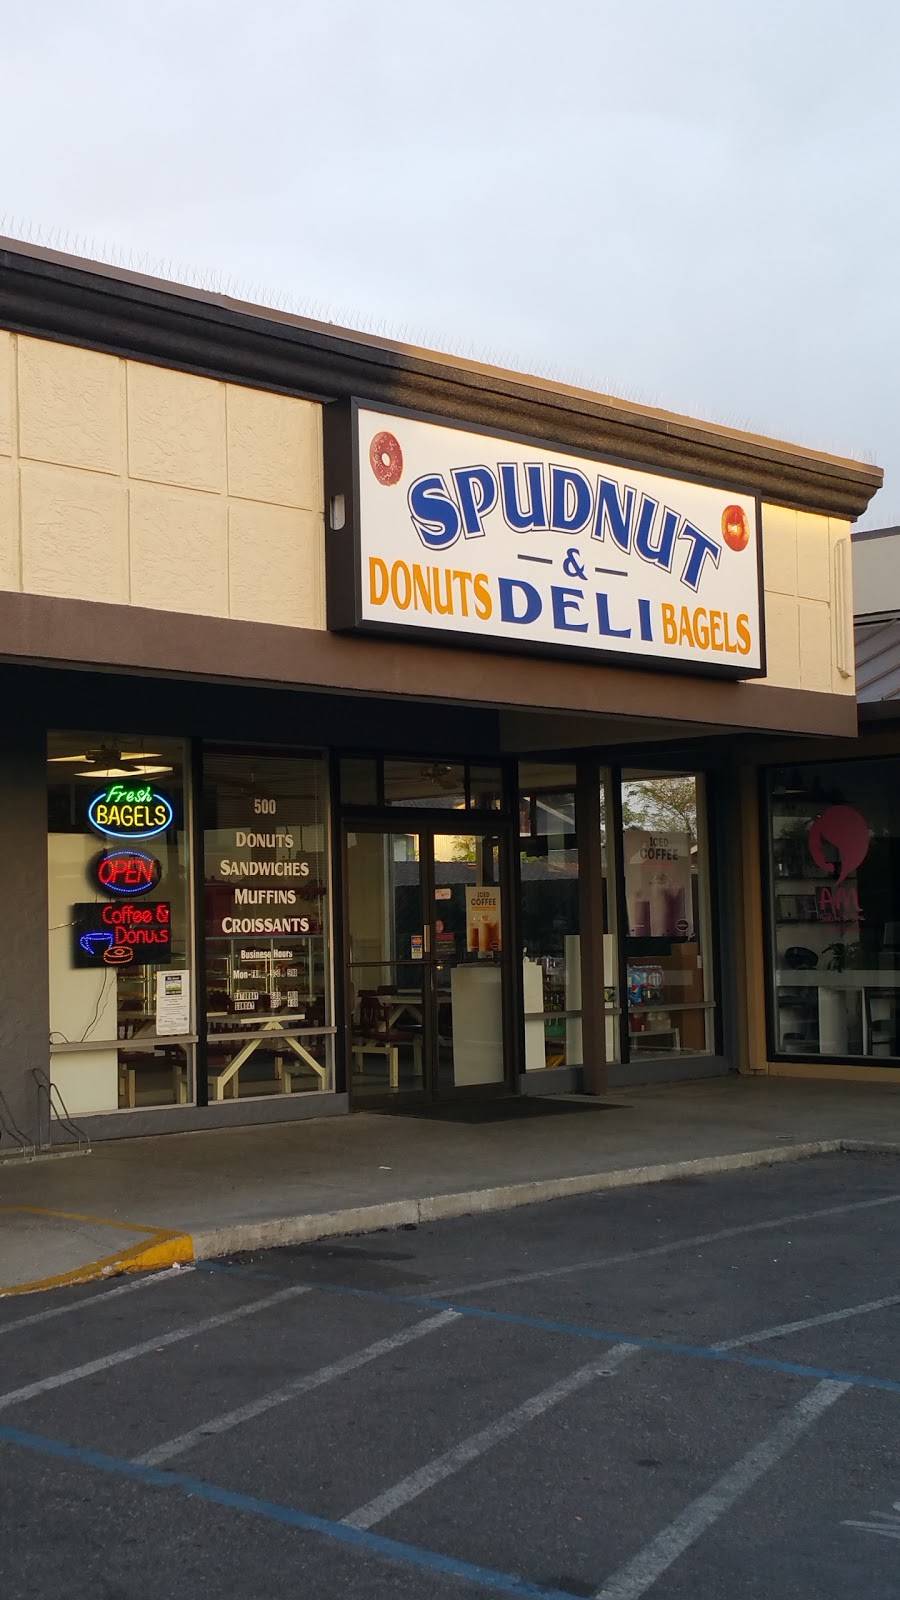 SPUDNUT
&
DONUTS DELI BAGELS
Fresh
BAGELS
OPEN
Coffee &
Donuts
500
DONUTS
SANDWICHES
MUFFINS
CROISSANTS
Business Hours
ICED
COFFEE
ICED
COFFEE